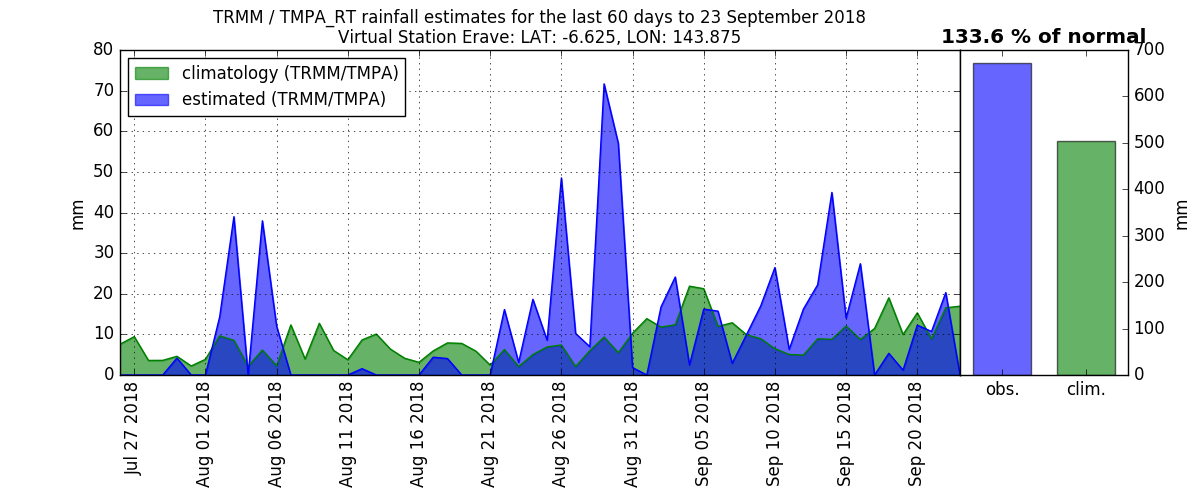 TRMM / TMPA_RT rainfall estimates for the last 60 days to 23 September 2018
Virtual Station Erave: LAT: -6.625, LON: 143.875
133.6 % of normal
climatology (TRMM/TMPA)
estimated (TRMM/TMPA)
mm
80
70
60
50
40
30
20
10
0
Jul 27 2018
Aug 01 2018
Aug 06 2018
Aug 11 2018
Aug 16 2018
Aug 21 2018
Aug 26 2018
Aug 31 2018
Sep 05 2018
Sep 10 2018
Sep 15 2018
Sep 20 2018
obs.
clim.
700
600
500
400
300
200
100
0
mm